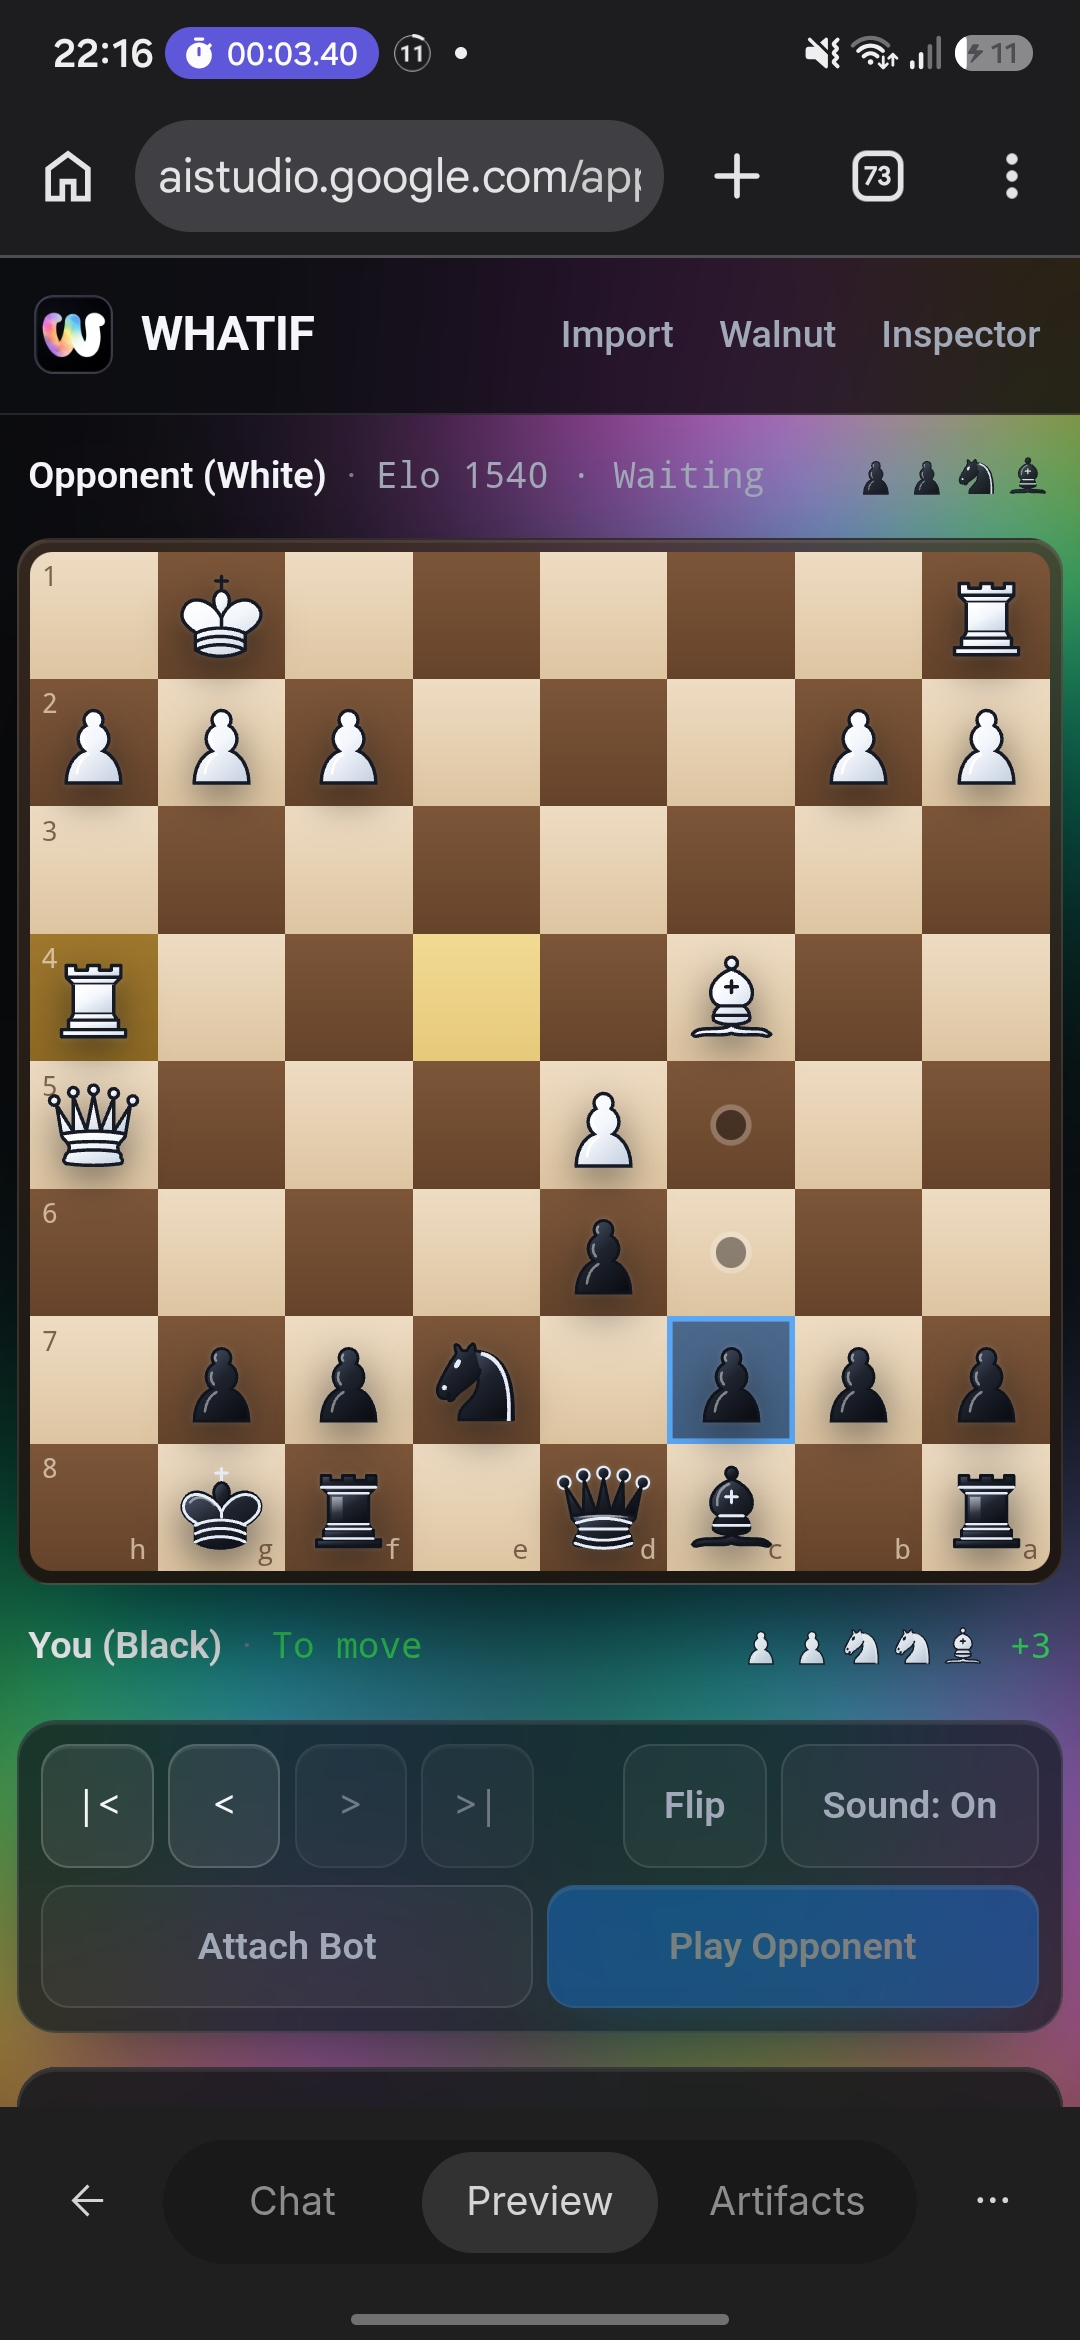 22:16 00:03.40 11 11
aistudio.google.com/app 73
W WHATIF Import Walnut Inspector
Opponent (White) · Elo 1540 · Waiting
1
2
3
4
5
6
7
8
h g f e d c b a
You (Black) · To move +3
|< < > >| Flip Sound: On
Attach Bot Play Opponent
Chat Preview Artifacts ...